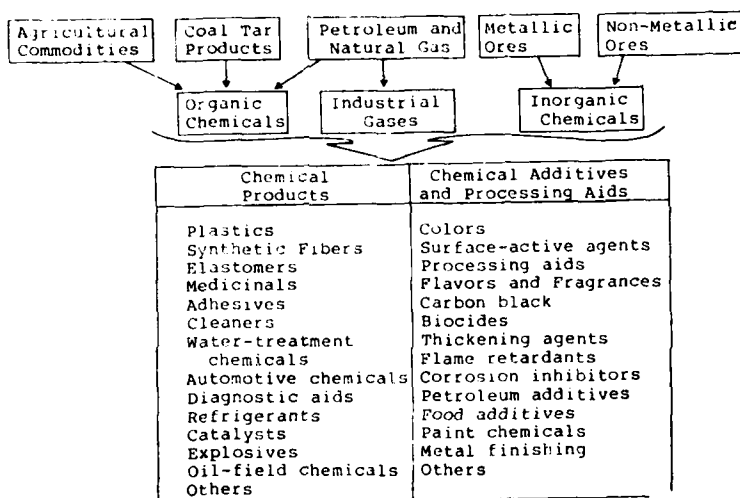 Agricultural Commodities
Coal Tar Products
Petroleum and Natural Gas
Metallic Ores
Non-Metallic Ores
Organic Chemicals
Industrial Gases
Inorganic Chemicals
Chemical Products
Plastics
Synthetic Fibers
Elastomers
Medicinals
Adhesives
Cleaners
Water-treatment
chemicals
Automotive chemicals
Diagnostic aids
Refrigerants
Catalysts
Explosives
Oil-field chemicals
Others
Chemical Additives
and Processing Aids
Colors
Surface-active agents
Processing aids
Flavors and Fragrances
Carbon black
Biocides
Thickening agents
Flame retardants
Corrosion inhibitors
Petroleum additives
Food additives
Paint chemicals
Metal finishing
Others